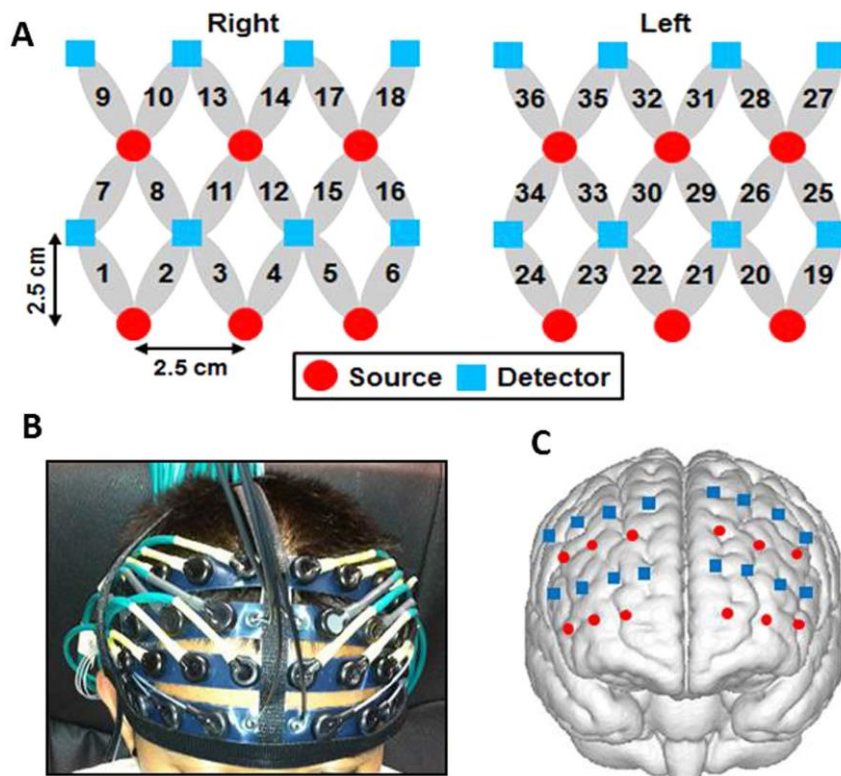 A
Right
Left
9 10 13 14 17 18
36 35 32 31 28 27
7 8 11 12 15 16
34 33 30 29 26 25
1 2 3 4 5 6
24 23 22 21 20 19
2.5 cm
2.5 cm
Source Detector
B
C